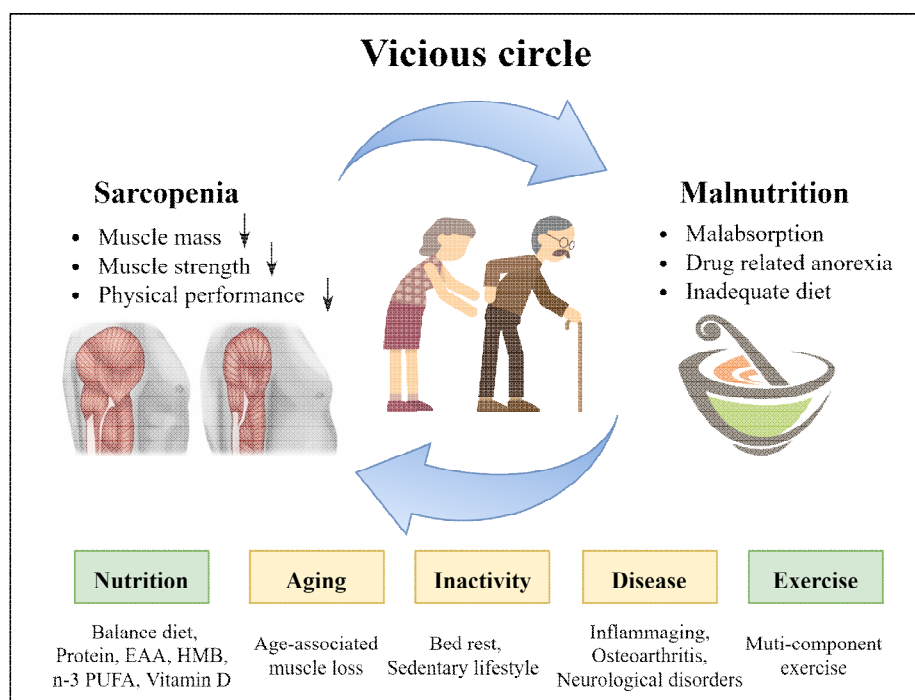 Vicious circle
Sarcopenia
• Muscle mass ↓
• Muscle strength ↓
• Physical performance ↓
Malnutrition
• Malabsorption
• Drug related anorexia
• Inadequate diet
Nutrition
Balance diet,
Protein, EAA, HMB,
n-3 PUFA, Vitamin D
Aging
Age-associated
muscle loss
Inactivity
Bed rest,
Sedentary lifestyle
Disease
Inflammaging,
Osteoarthritis,
Neurological disorders
Exercise
Muti-component
exercise